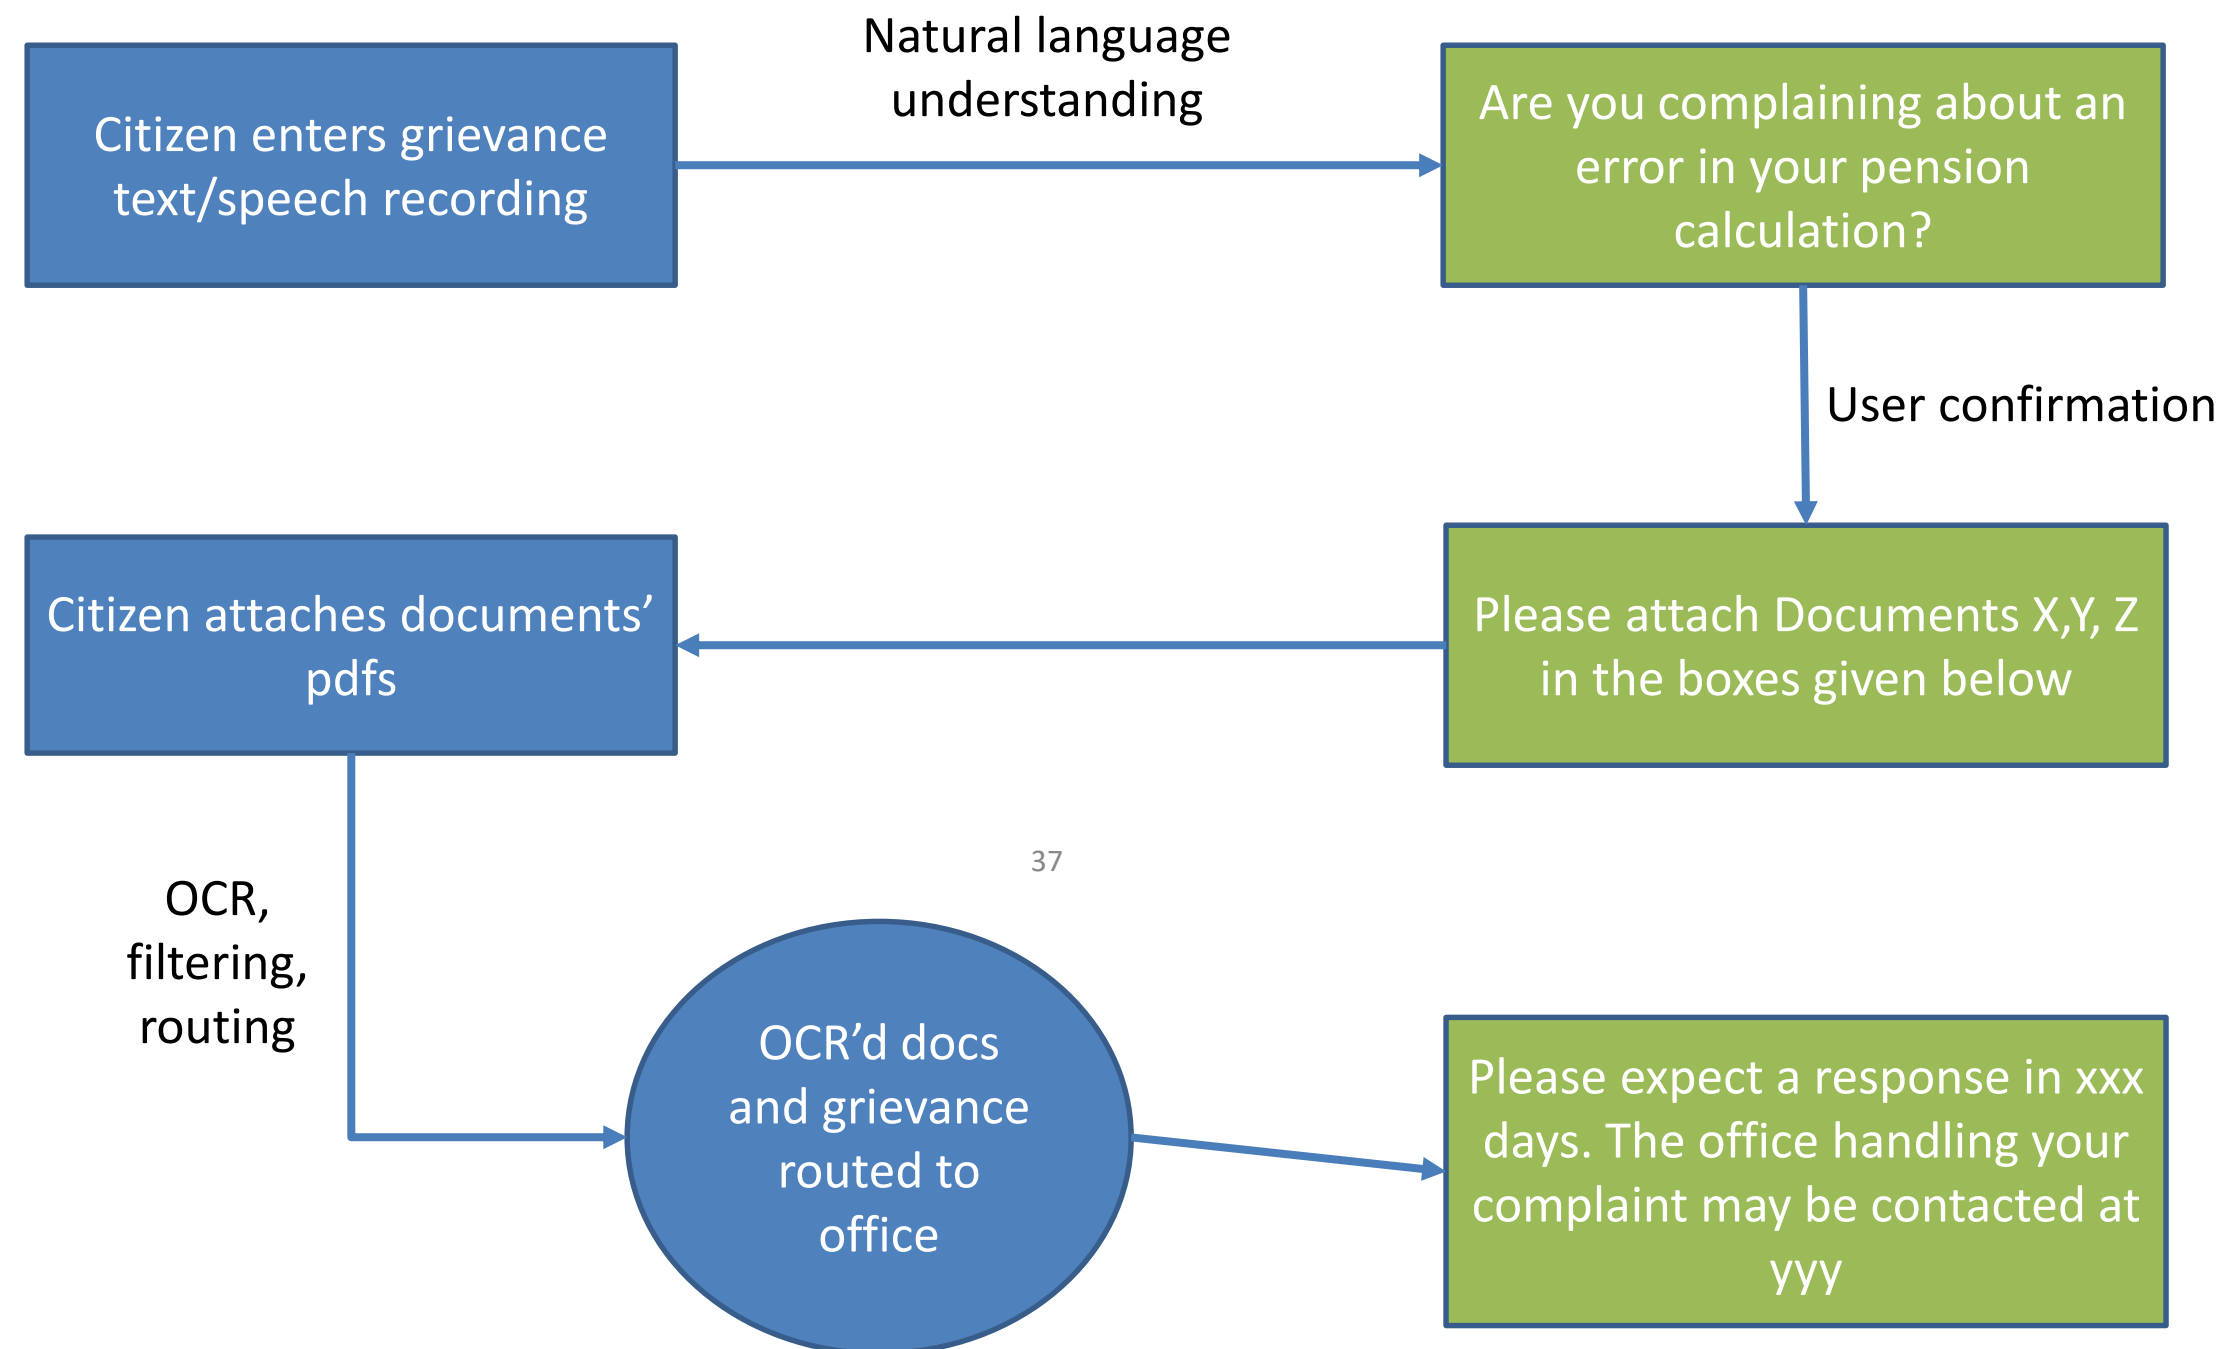 Natural language
understanding
Citizen enters grievance
text/speech recording
Are you complaining about an
error in your pension
calculation?
User confirmation
Please attach Documents X,Y, Z
in the boxes given below
Citizen attaches documents’
pdfs
37
OCR,
filtering,
routing
OCR’d docs
and grievance
routed to
office
Please expect a response in xxx
days. The office handling your
complaint may be contacted at
yyy